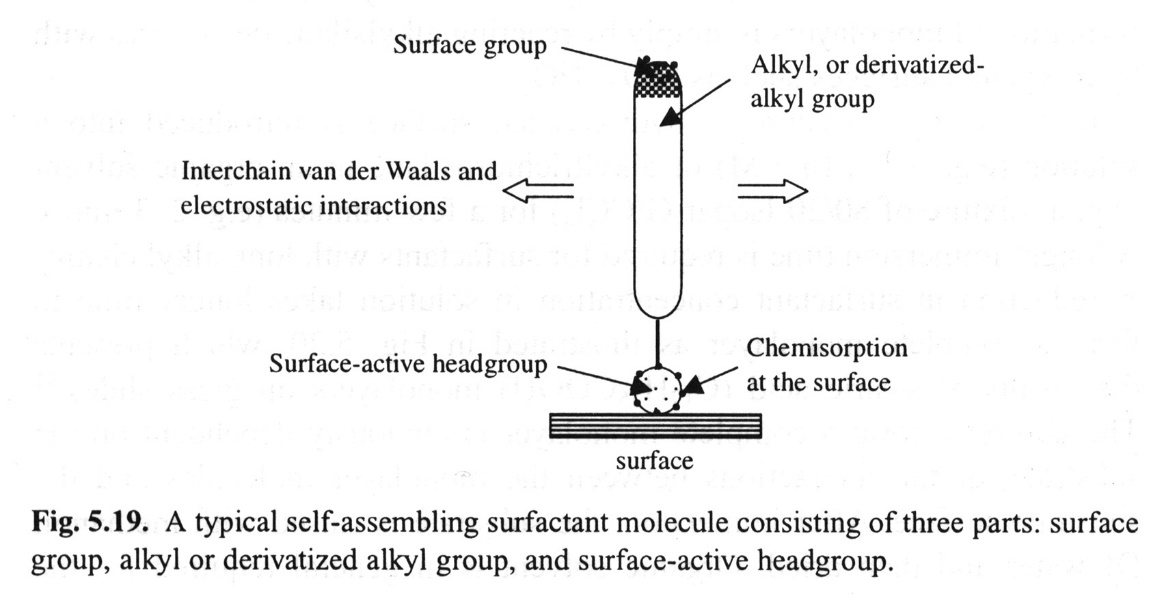 Surface group
Alkyl, or derivatized-
alkyl group
Interchain van der Waals and
electrostatic interactions
Surface-active headgroup
Chemisorption
at the surface
surface
Fig. 5.19. A typical self-assembling surfactant molecule consisting of three parts: surface
group, alkyl or derivatized alkyl group, and surface-active headgroup.